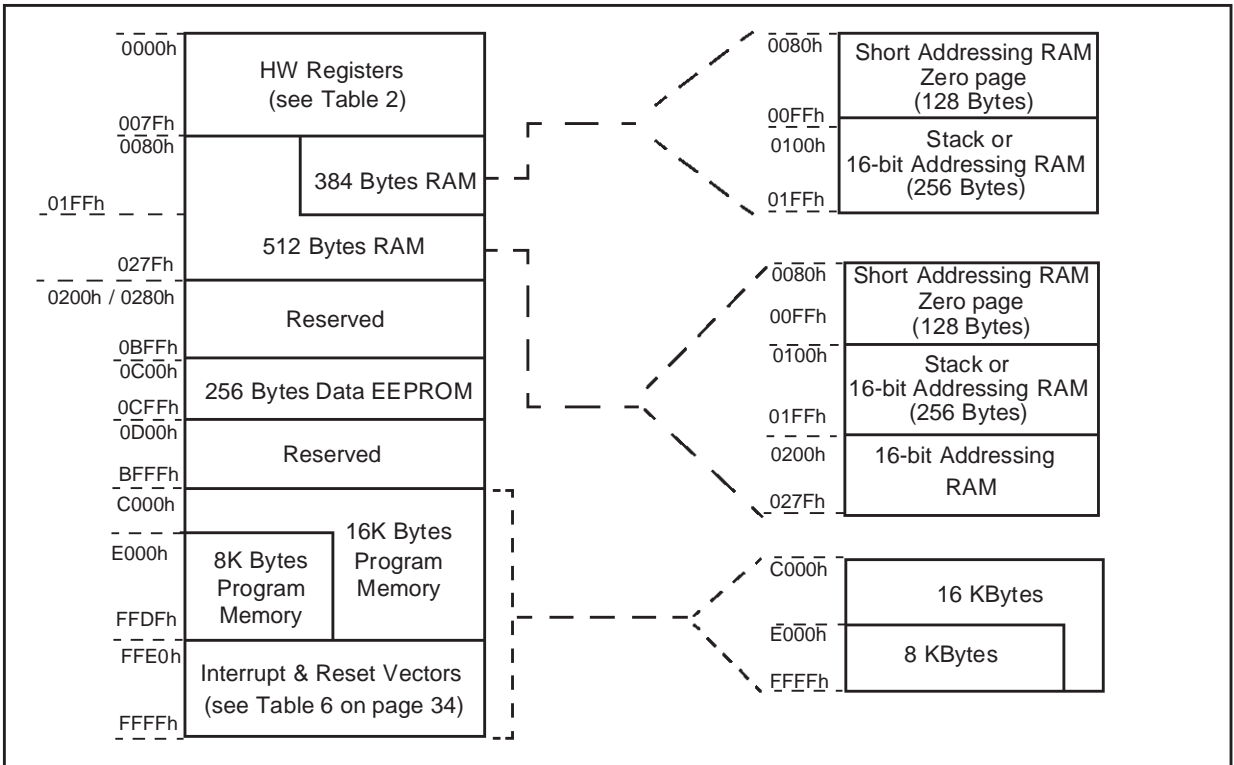 0000h
HW Registers
(see Table 2)
007Fh
0080h
384 Bytes RAM
01FFh
512 Bytes RAM
027Fh
0200h / 0280h
Reserved
0BFFh
0C00h
256 Bytes Data EEPROM
0CFFh
0D00h
Reserved
BFFFh
C000h
16K Bytes
Program
Memory
E000h
8K Bytes
Program
Memory
FFDFh
FFE0h
Interrupt & Reset Vectors
(see Table 6 on page 34)
FFFFh
0080h
Short Addressing RAM
Zero page
(128 Bytes)
00FFh
0100h
Stack or
16-bit Addressing RAM
(256 Bytes)
01FFh
0080h
Short Addressing RAM
Zero page
(128 Bytes)
00FFh
0100h
Stack or
16-bit Addressing RAM
(256 Bytes)
01FFh
0200h
16-bit Addressing
RAM
027Fh
C000h
16 KBytes
E000h
8 KBytes
FFFFh